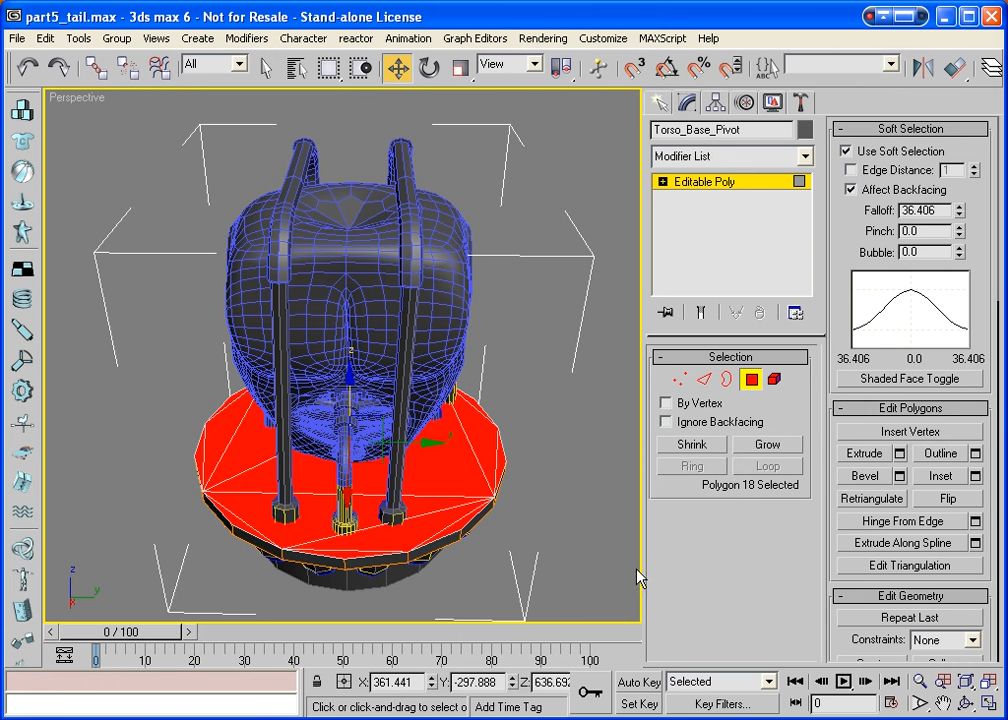 part5_tail.max - 3ds max 6 - Not for Resale - Stand-alone License
File Edit Tools Group Views Create Modifiers Character reactor Animation Graph Editors Rendering Customize MAXScript Help
All View 3 % ABC
Perspective
Torso_Base_Pivot
Modifier List
Editable Poly
Selection
By Vertex
Ignore Backfacing
Shrink Grow
Ring Loop
Polygon 18 Selected
Soft Selection
Use Soft Selection
Edge Distance: 1
Affect Backfacing
Falloff: 36.406
Pinch: 0.0
Bubble: 0.0
36.406 0.0 36.406
Shaded Face Toggle
Edit Polygons
Insert Vertex
Extrude Outline
Bevel Inset
Retriangulate Flip
Hinge From Edge
Extrude Along Spline
Edit Triangulation
Edit Geometry
Repeat Last
Constraints: None
z
y
x
z
y
0 / 100
0 10 20 30 40 50 60 70 80 90 100
X: 361.441 Y: -297.888 Z: 636.692
Auto Key Selected
Click or click-and-drag to select o Add Time Tag
Set Key Key Filters... 0